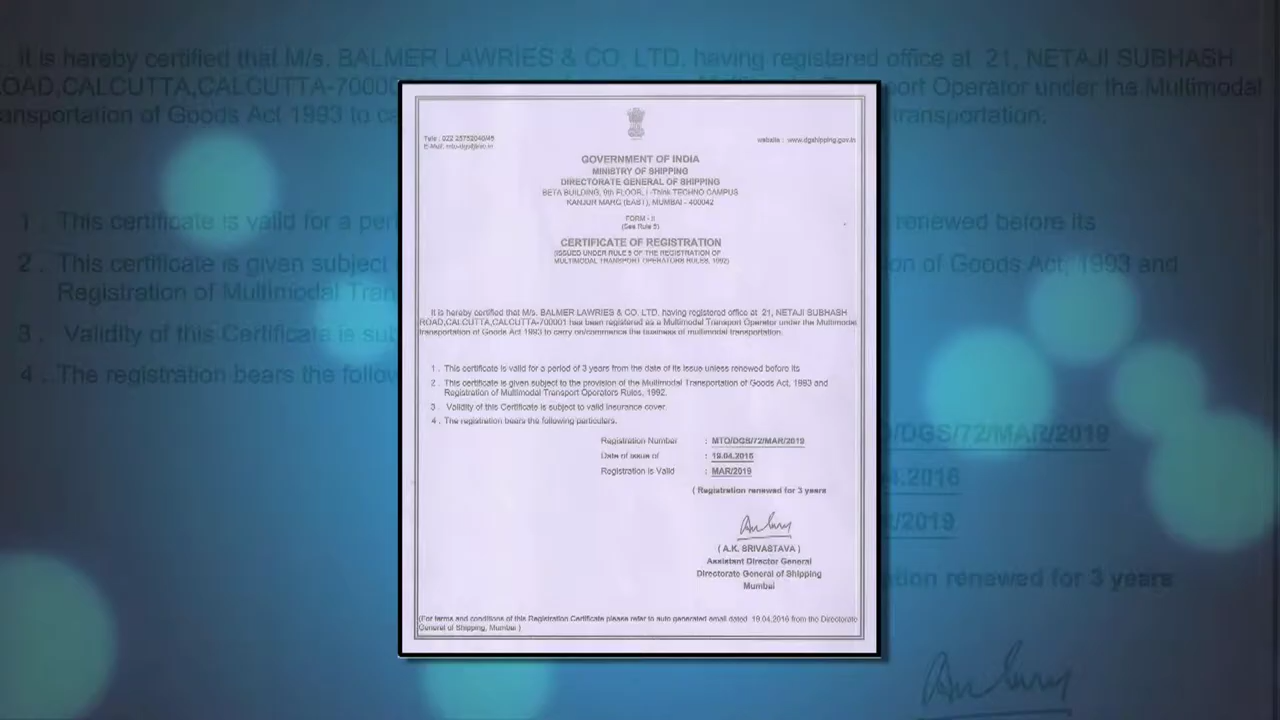 Tele : 022 25752040/45
E-Mail: mto-dgs@nic.in
website : www.dgshipping.gov.in
GOVERNMENT OF INDIA
MINISTRY OF SHIPPING
DIRECTORATE GENERAL OF SHIPPING
BETA BUILDING, 9th FLOOR, I-Think TECHNO CAMPUS
KANJUR MARG (EAST), MUMBAI - 400042
FORM - II
(See Rule 5)
CERTIFICATE OF REGISTRATION
(ISSUED UNDER RULE 5 OF THE REGISTRATION OF
MULTIMODAL TRANSPORT OPERATORS RULES, 1992)
It is hereby certified that M/s. BALMER LAWRIES & CO. LTD. having registered office at 21, NETAJI SUBHASH
ROAD,CALCUTTA,CALCUTTA-700001 has been registered as a Multimodal Transport Operator under the Multimodal
transportation of Goods Act 1993 to carry on/commence the business of multimodal transportation.
1 . This certificate is valid for a period of 3 years from the date of its issue unless renewed before its
2 . This certificate is given subject to the provision of the Multimodal Transportation of Goods Act, 1993 and
Registration of Multimodal Transport Operators Rules, 1992.
3 . Validity of this Certificate is subject to valid insurance cover.
4 . The registration bears the following particulars.
Registration Number : MTO/DGS/72/MAR/2019
Date of issue of : 19.04.2016
Registration is Valid : MAR/2019
( Registration renewed for 3 years
( A.K. SRIVASTAVA )
Assistant Director General
Directorate General of Shipping
Mumbai
(For terms and conditions of this Registration Certificate please refer to auto generated email dated 19.04.2016 from the Directorate
General of Shipping, Mumbai )
It is hereby certified that M/s. BALMER LAWRIES & CO. LTD. having registered office at 21, NETAJI SUBHASH
OAD,CALCUTTA,CALCUTTA-7000 port Operator under the Multimodal
ansportation of Goods Act 1993 to ca transportation.
1 . This certificate is valid for a per renewed before its
2 . This certificate is given subject on of Goods Act, 1993 and
Registration of Multimodal Tran
3 . Validity of this Certificate is sub
4 . The registration bears the follow
/DGS/72/MAR/2019
4.2016
/2019
tion renewed for 3 years